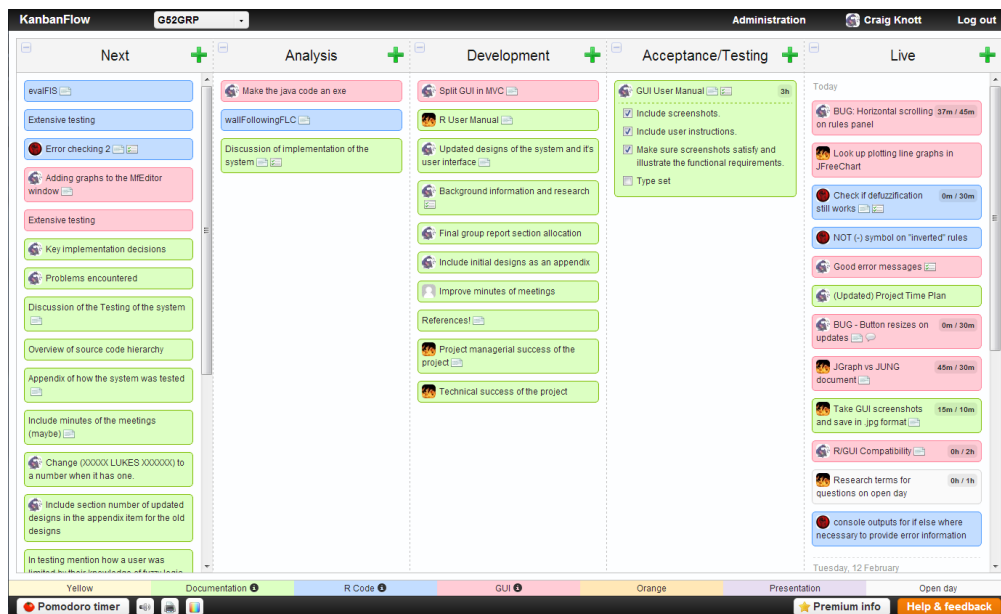 KanbanFlow
G52GRP
Administration
Craig Knott
Log out
Next
Analysis
Development
Acceptance/Testing
Live
evalFIS
Extensive testing
Error checking 2
Adding graphs to the MfEditor
window
Extensive testing
Key implementation decisions
Problems encountered
Discussion of the Testing of the system
Overview of source code hierarchy
Appendix of how the system was tested
Include minutes of the meetings
(maybe)
Change (XXXXX LUKES XXXXXX) to
a number when it has one.
Include section number of updated
designs in the appendix item for the old
designs
In testing mention how a user was
limited by their knowledge of fuzzy logic
Make the java code an exe
wallFollowingFLC
Discussion of implementation of the
system
Split GUI in MVC
R User Manual
Updated designs of the system and it's
user interface
Background information and research
Final group report section allocation
Include initial designs as an appendix
Improve minutes of meetings
References!
Project managerial success of the
project
Technical success of the project
GUI User Manual 3h
Include screenshots.
Include user instructions.
Make sure screenshots satisfy and
illustrate the functional requirements.
Type set
Today
BUG: Horizontal scrolling 37m / 45m
on rules panel
Look up plotting line graphs in
JFreeChart
Check if defuzzification 0m / 30m
still works
NOT (-) symbol on "inverted" rules
Good error messages
(Updated) Project Time Plan
BUG - Button resizes on 0m / 30m
updates
JGraph vs JUNG 45m / 30m
document
Take GUI screenshots 15m / 10m
and save in .jpg format
R/GUI Compatibility 0h / 2h
Research terms for 0h / 1h
questions on open day
console outputs for if else where
necessary to provide error information
Tuesday, 12 February
Yellow
Documentation
R Code
GUI
Orange
Presentation
Open day
Pomodoro timer
Premium info
Help & feedback